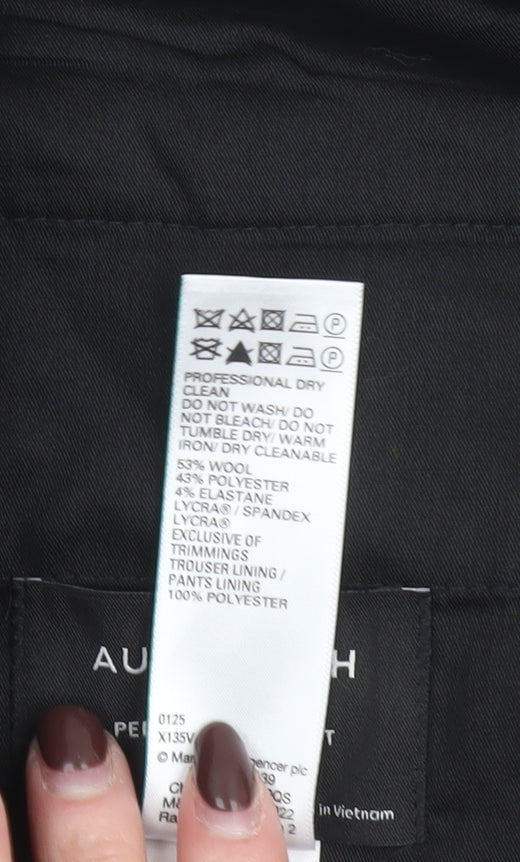 P
P
PROFESSIONAL DRY
CLEAN
DO NOT WASH/ DO
NOT BLEACH/ DO NOT
TUMBLE DRY/ WARM
IRON/ DRY CLEANABLE
53% WOOL
43% POLYESTER
4% ELASTANE
LYCRA® / SPANDEX
LYCRA®
EXCLUSIVE OF
TRIMMINGS
TROUSER LINING /
PANTS LINING
100% POLYESTER
0125
©
plc
in Vietnam
2